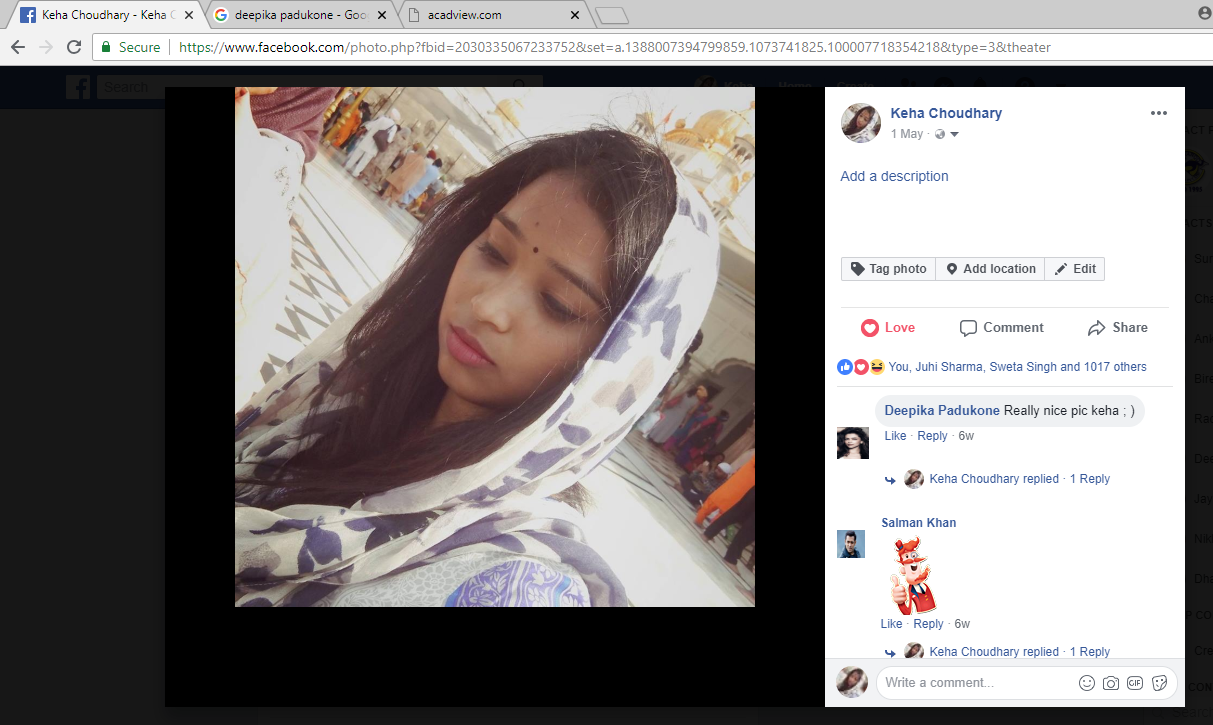 Keha Choudhary - Keha C
deepika padukone - Goo
acadview.com
Secure
https://www.facebook.com/photo.php?fbid=2030335067233752&set=a.1388007394799859.1073741825.100007718354218&type=3&theater
Search
Keha Choudhary
1 May ·
Add a description
Tag photo
Add location
Edit
Love
Comment
Share
You, Juhi Sharma, Sweta Singh and 1017 others
Deepika Padukone Really nice pic keha ; )
Like · Reply · 6w
Keha Choudhary replied · 1 Reply
Salman Khan
Like · Reply · 6w
Keha Choudhary replied · 1 Reply
Write a comment...
GIF